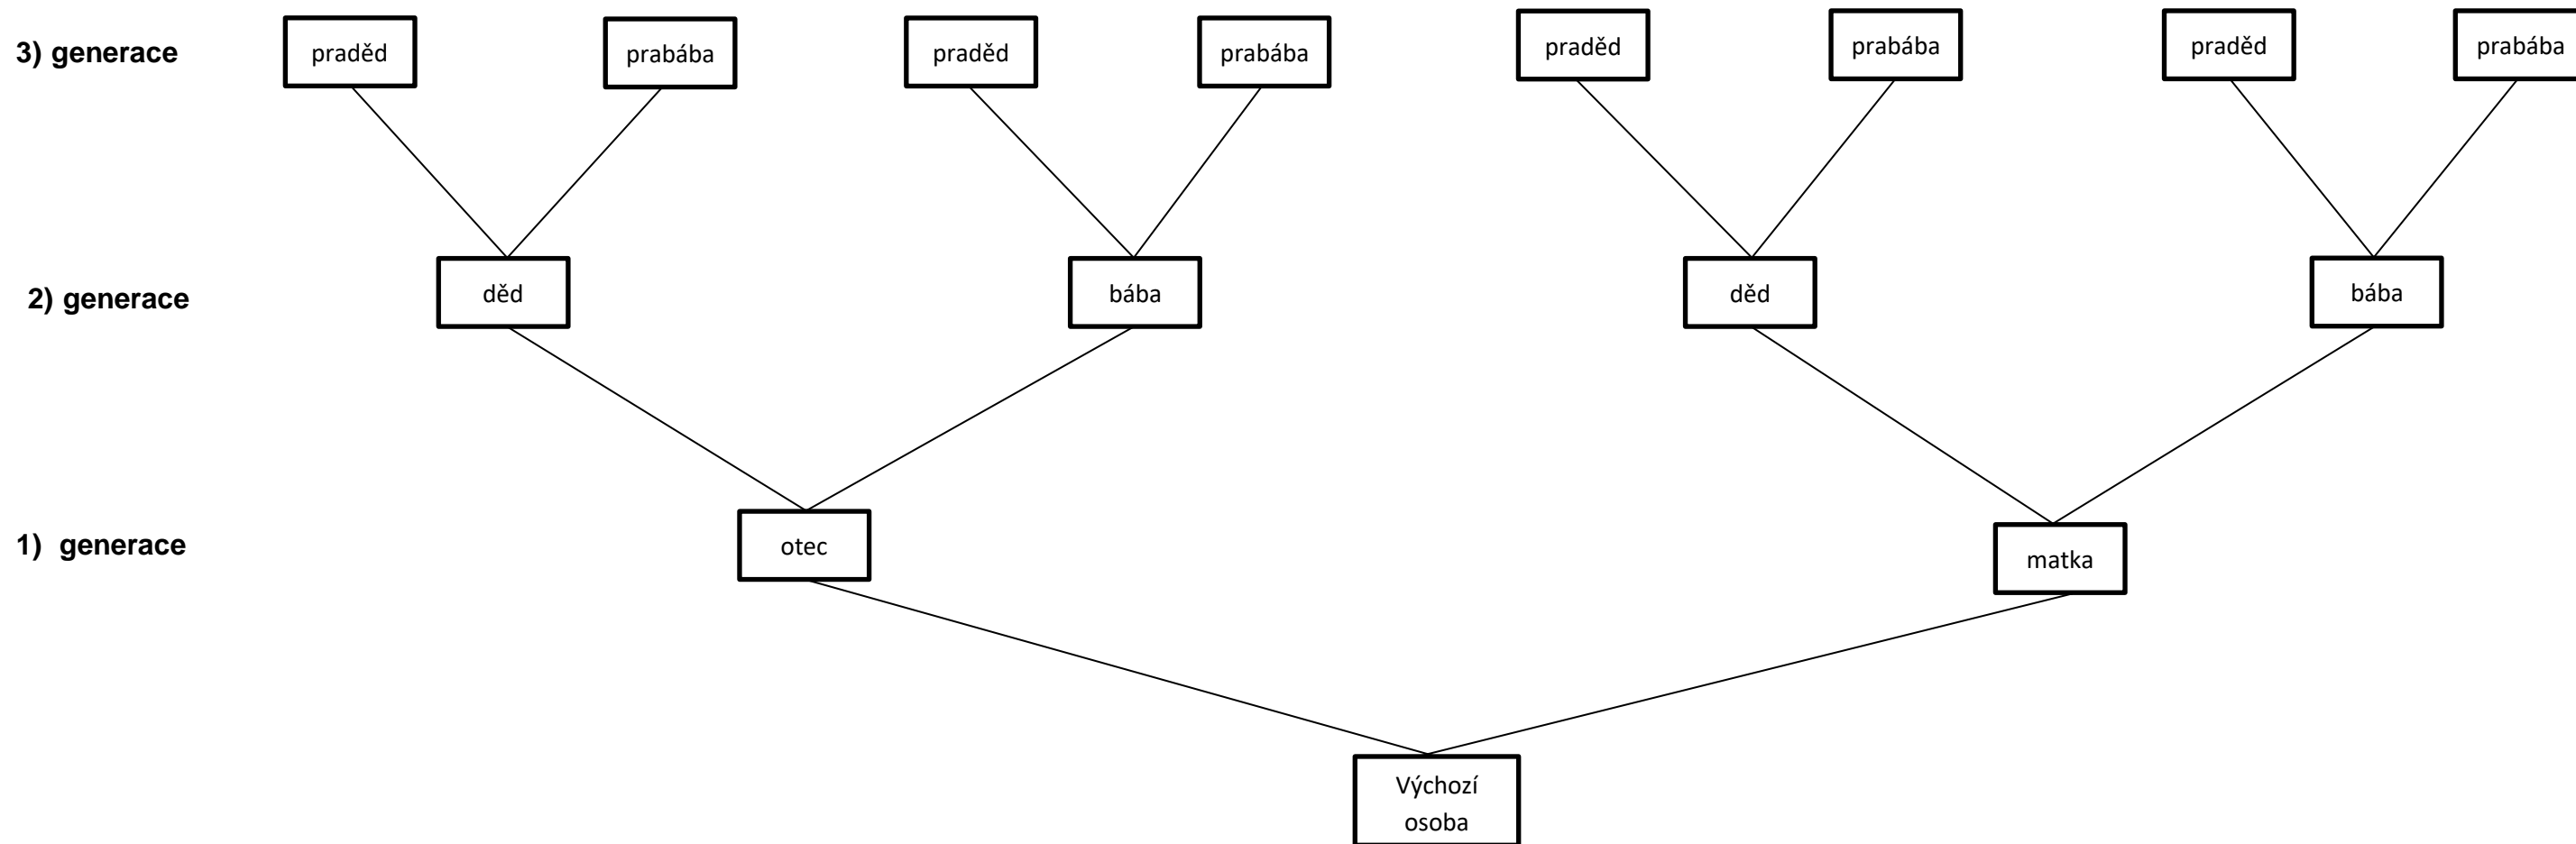 3) generace
praděd
prabába
praděd
prabába
praděd
prabába
praděd
prabába
2) generace
děd
bába
děd
bába
1) generace
otec
matka
Výchozí
osoba